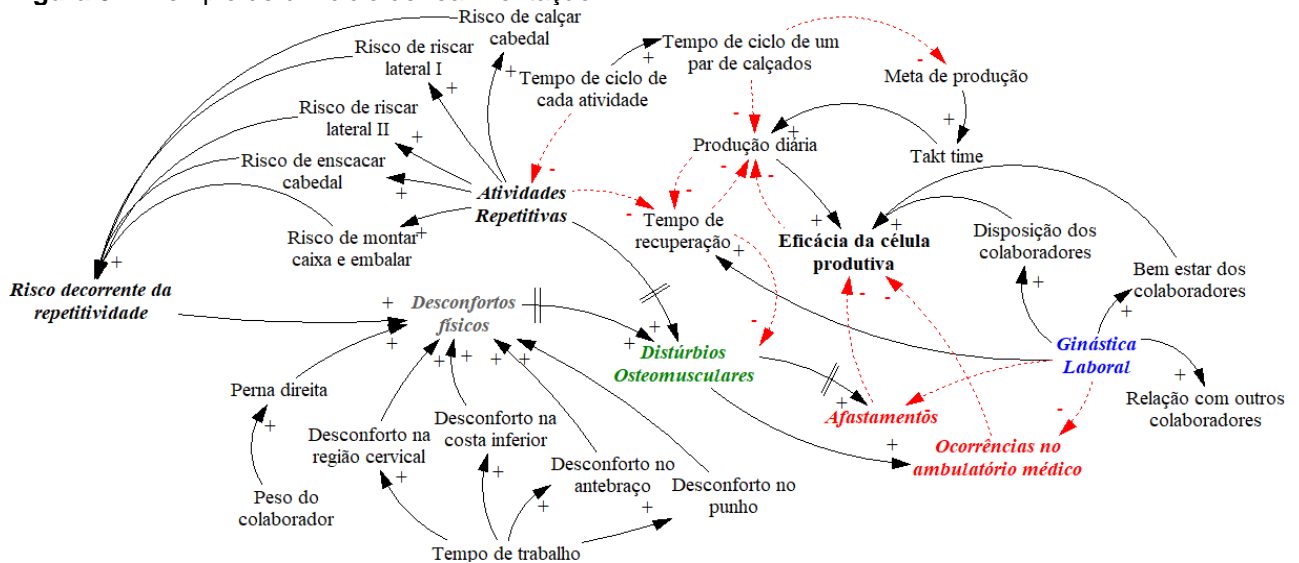 Risco de calçar
cabedal
Risco de riscar
lateral I
Risco de riscar
lateral II
Risco de enscacar
cabedal
Risco de montar
caixa e embalar
Atividades
Repetitivas
Tempo de ciclo de
cada atividade
Tempo de ciclo de um
par de calçados
Meta de produção
Takt time
Produção diária
Tempo de
recuperação
Eficácia da célula
produtiva
Disposição dos
colaboradores
Bem estar dos
colaboradores
Ginástica
Laboral
Relação com outros
colaboradores
Risco decorrente da
repetitividade
Desconfortos
físicos
Distúrbios
Osteomusculares
Afastamentõs
Ocorrências no
ambulatório médico
Perna direita
Peso do
colaborador
Desconforto na
região cervical
Desconforto na
costa inferior
Desconforto no
antebraço
Desconforto no
punho
Tempo de trabalho